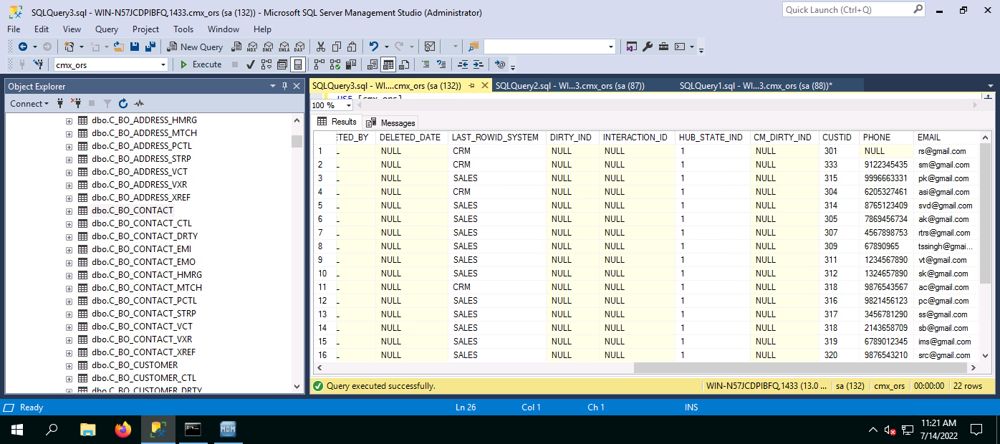 SQLQuery3.sql - WIN-N57JCDPIBFQ,1433.cmx_ors (sa (132)) - Microsoft SQL Server Management Studio (Administrator)
Quick Launch (Ctrl+Q)
File Edit View Query Project Tools Window Help
New Query
MDX DMX XMLA DAX
cmx_ors Execute
Object Explorer
Connect
dbo.C_BO_ADDRESS_HMRG
dbo.C_BO_ADDRESS_MTCH
dbo.C_BO_ADDRESS_PCTL
dbo.C_BO_ADDRESS_STRP
dbo.C_BO_ADDRESS_VCT
dbo.C_BO_ADDRESS_VXR
dbo.C_BO_ADDRESS_XREF
dbo.C_BO_CONTACT
dbo.C_BO_CONTACT_CTL
dbo.C_BO_CONTACT_DRTY
dbo.C_BO_CONTACT_EMI
dbo.C_BO_CONTACT_EMO
dbo.C_BO_CONTACT_HMRG
dbo.C_BO_CONTACT_MTCH
dbo.C_BO_CONTACT_PCTL
dbo.C_BO_CONTACT_STRP
dbo.C_BO_CONTACT_VCT
dbo.C_BO_CONTACT_VXR
dbo.C_BO_CONTACT_XREF
dbo.C_BO_CUSTOMER
dbo.C_BO_CUSTOMER_CTL
dbo.C_BO_CUSTOMER_DRTY
SQLQuery3.sql - WI....cmx_ors (sa (132)) SQLQuery2.sql - WI...3.cmx_ors (sa (87)) SQLQuery1.sql - WI...3.cmx_ors (sa (88))*
USE [cmx_ors]
100 %
Results Messages
ETED_BY DELETED_DATE LAST_ROWID_SYSTEM DIRTY_IND INTERACTION_ID HUB_STATE_IND CM_DIRTY_IND CUSTID PHONE EMAIL
1 NULL CRM NULL NULL 1 NULL 301 NULL rs@gmail.com
2 NULL CRM NULL NULL 1 NULL 333 9122345435 sm@gmail.com
3 NULL SALES NULL NULL 1 NULL 315 9996663331 pk@gmail.com
4 NULL CRM NULL NULL 1 NULL 304 6205327461 asi@gmail.com
5 NULL SALES NULL NULL 1 NULL 314 8765123409 svd@gmail.com
6 NULL SALES NULL NULL 1 NULL 305 7869456734 ak@gmail.com
7 NULL SALES NULL NULL 1 NULL 307 4567898753 rtrs@gmail.com
8 NULL SALES NULL NULL 1 NULL 309 67890965 tssingh@gmai...
9 NULL SALES NULL NULL 1 NULL 311 1234567890 vt@gmail.com
10 NULL SALES NULL NULL 1 NULL 312 1324657890 sk@gmail.com
11 NULL CRM NULL NULL 1 NULL 318 9876543567 ac@gmail.com
12 NULL SALES NULL NULL 1 NULL 316 9821456123 pc@gmail.com
13 NULL SALES NULL NULL 1 NULL 317 3456781290 ss@gmail.com
14 NULL SALES NULL NULL 1 NULL 318 2143658709 sb@gmail.com
15 NULL SALES NULL NULL 1 NULL 319 6789012345 ims@gmail.com
16 NULL SALES NULL NULL 1 NULL 320 9876543210 src@gmail.com
Query executed successfully. WIN-N57JCDPIBFQ,1433 (13.0 ... sa (132) cmx_ors 00:00:00 22 rows
Ready Ln 26 Col 1 Ch 1 INS
MDM
11:21 AM
7/14/2022